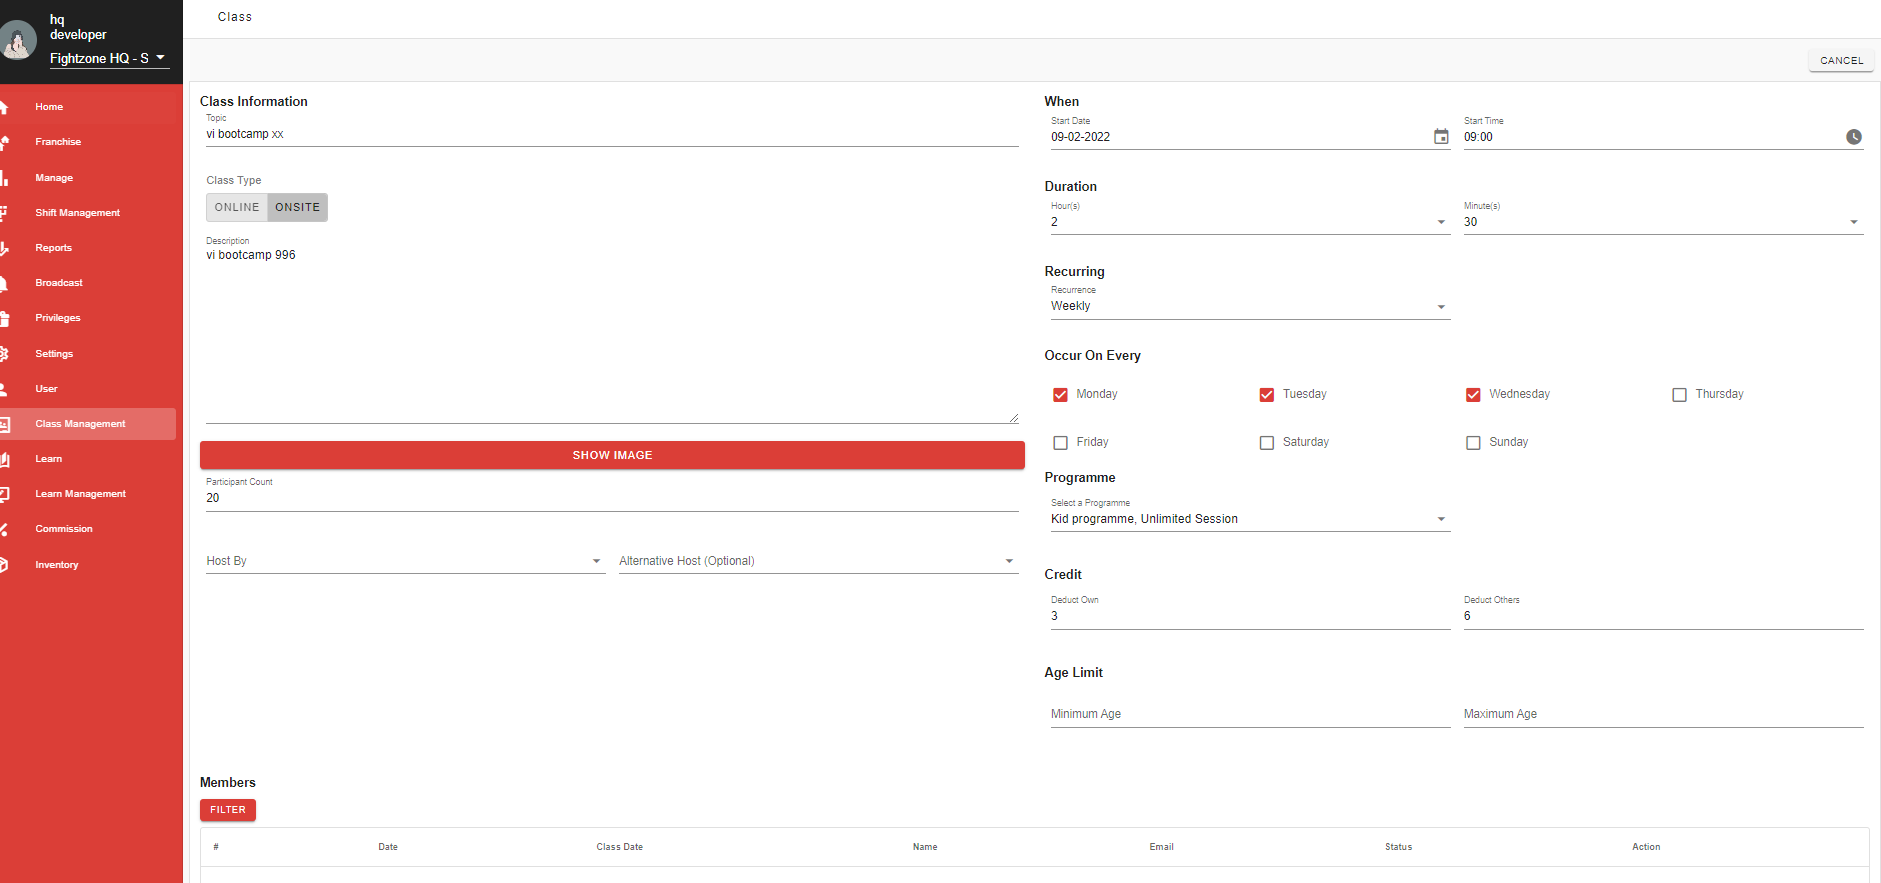 hq
developer
Fightzone HQ - S
Home
Franchise
Manage
Shift Management
Reports
Broadcast
Privileges
Settings
User
Class Management
Learn
Learn Management
Commission
Inventory
Class
CANCEL
Class Information
Topic
vi bootcamp xx
Class Type
ONLINE ONSITE
Description
vi bootcamp 996
SHOW IMAGE
Participant Count
20
Host By Alternative Host (Optional)
When
Start Date Start Time
09-02-2022 09:00
Duration
Hour(s) Minute(s)
2 30
Recurring
Recurrence
Weekly
Occur On Every
Monday Tuesday Wednesday Thursday
Friday Saturday Sunday
Programme
Select a Programme
Kid programme, Unlimited Session
Credit
Deduct Own Deduct Others
3 6
Age Limit
Minimum Age Maximum Age
Members
FILTER
# Date Class Date Name Email Status Action